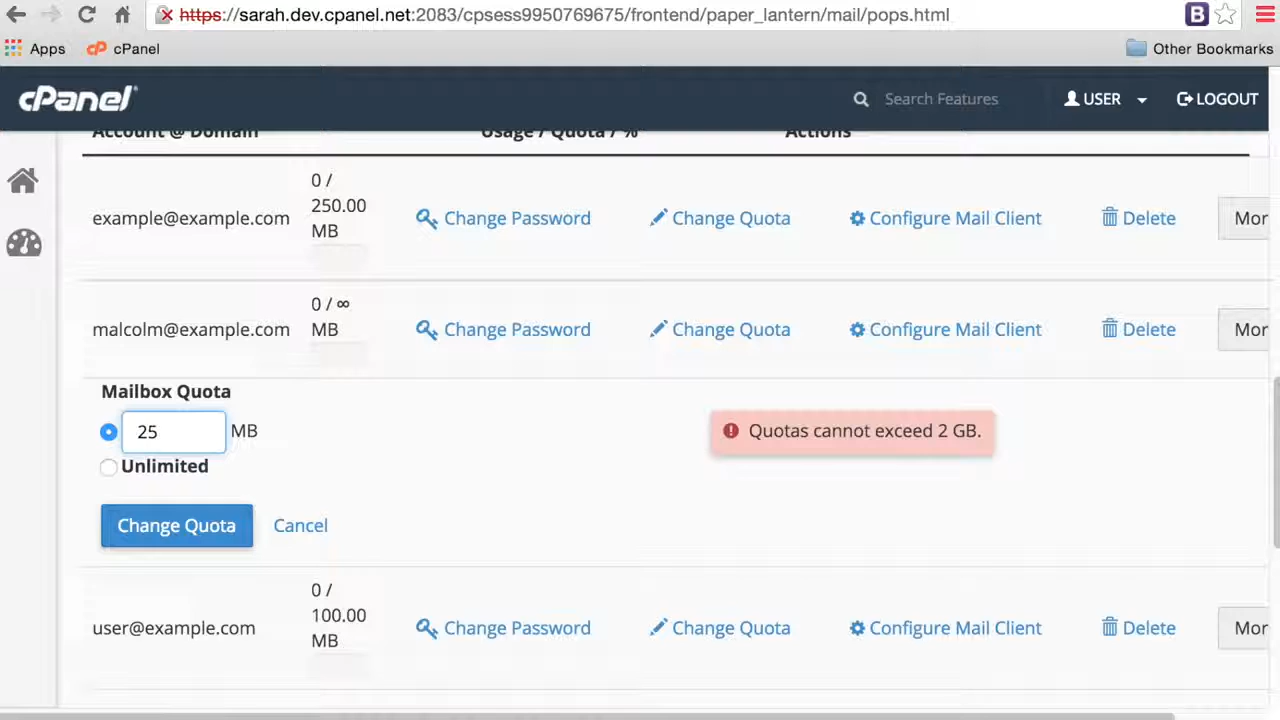 https://sarah.dev.cpanel.net:2083/cpsess9950769675/frontend/paper_lantern/mail/pops.html
B
Apps cPanel Other Bookmarks
cPanel Search Features USER LOGOUT
Account @ Domain Usage / Quota / % Actions
0 /
250.00
MB
example@example.com Change Password Change Quota Configure Mail Client Delete Mor
0 / ∞
MB
malcolm@example.com Change Password Change Quota Configure Mail Client Delete Mor
Mailbox Quota
25 MB Quotas cannot exceed 2 GB.
Unlimited
Change Quota Cancel
0 /
100.00
MB
user@example.com Change Password Change Quota Configure Mail Client Delete Mor